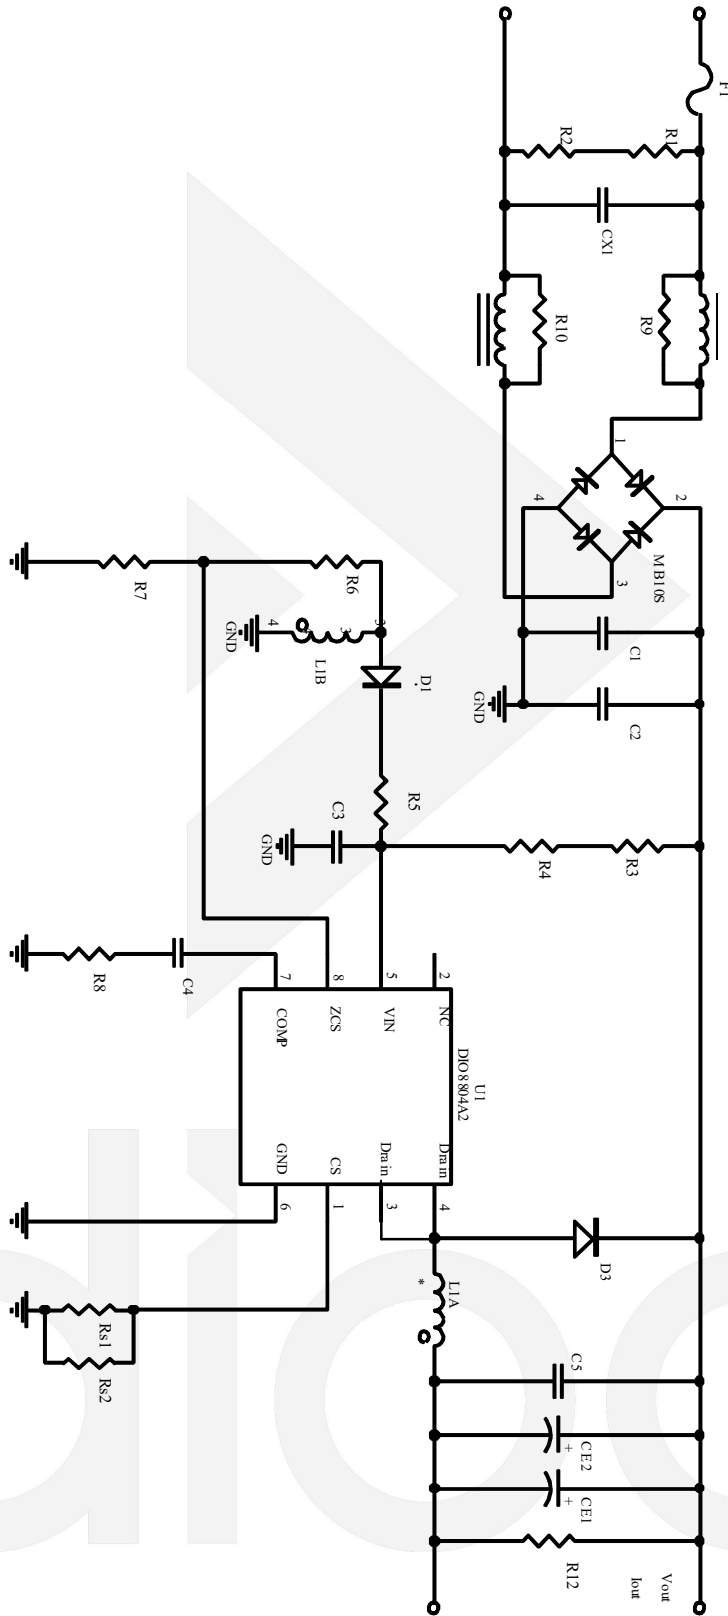 F1
R1
R2
CX1
R9
R10
1
2
3
4
MB10S
C1
C2
GND
R3
R4
R6
R7
3
4
L1B
GND
D1
R5
C3
GND
C4
R8
2
5
8
7
NC
VIN
ZCS
COMP
U1
DIO8804A2
Drain
Drain
CS
GND
4
3
1
6
D3
L1A
*
Rs1
Rs2
C5
CE2
+
CE1
+
R12
Vout
Iout
dioo